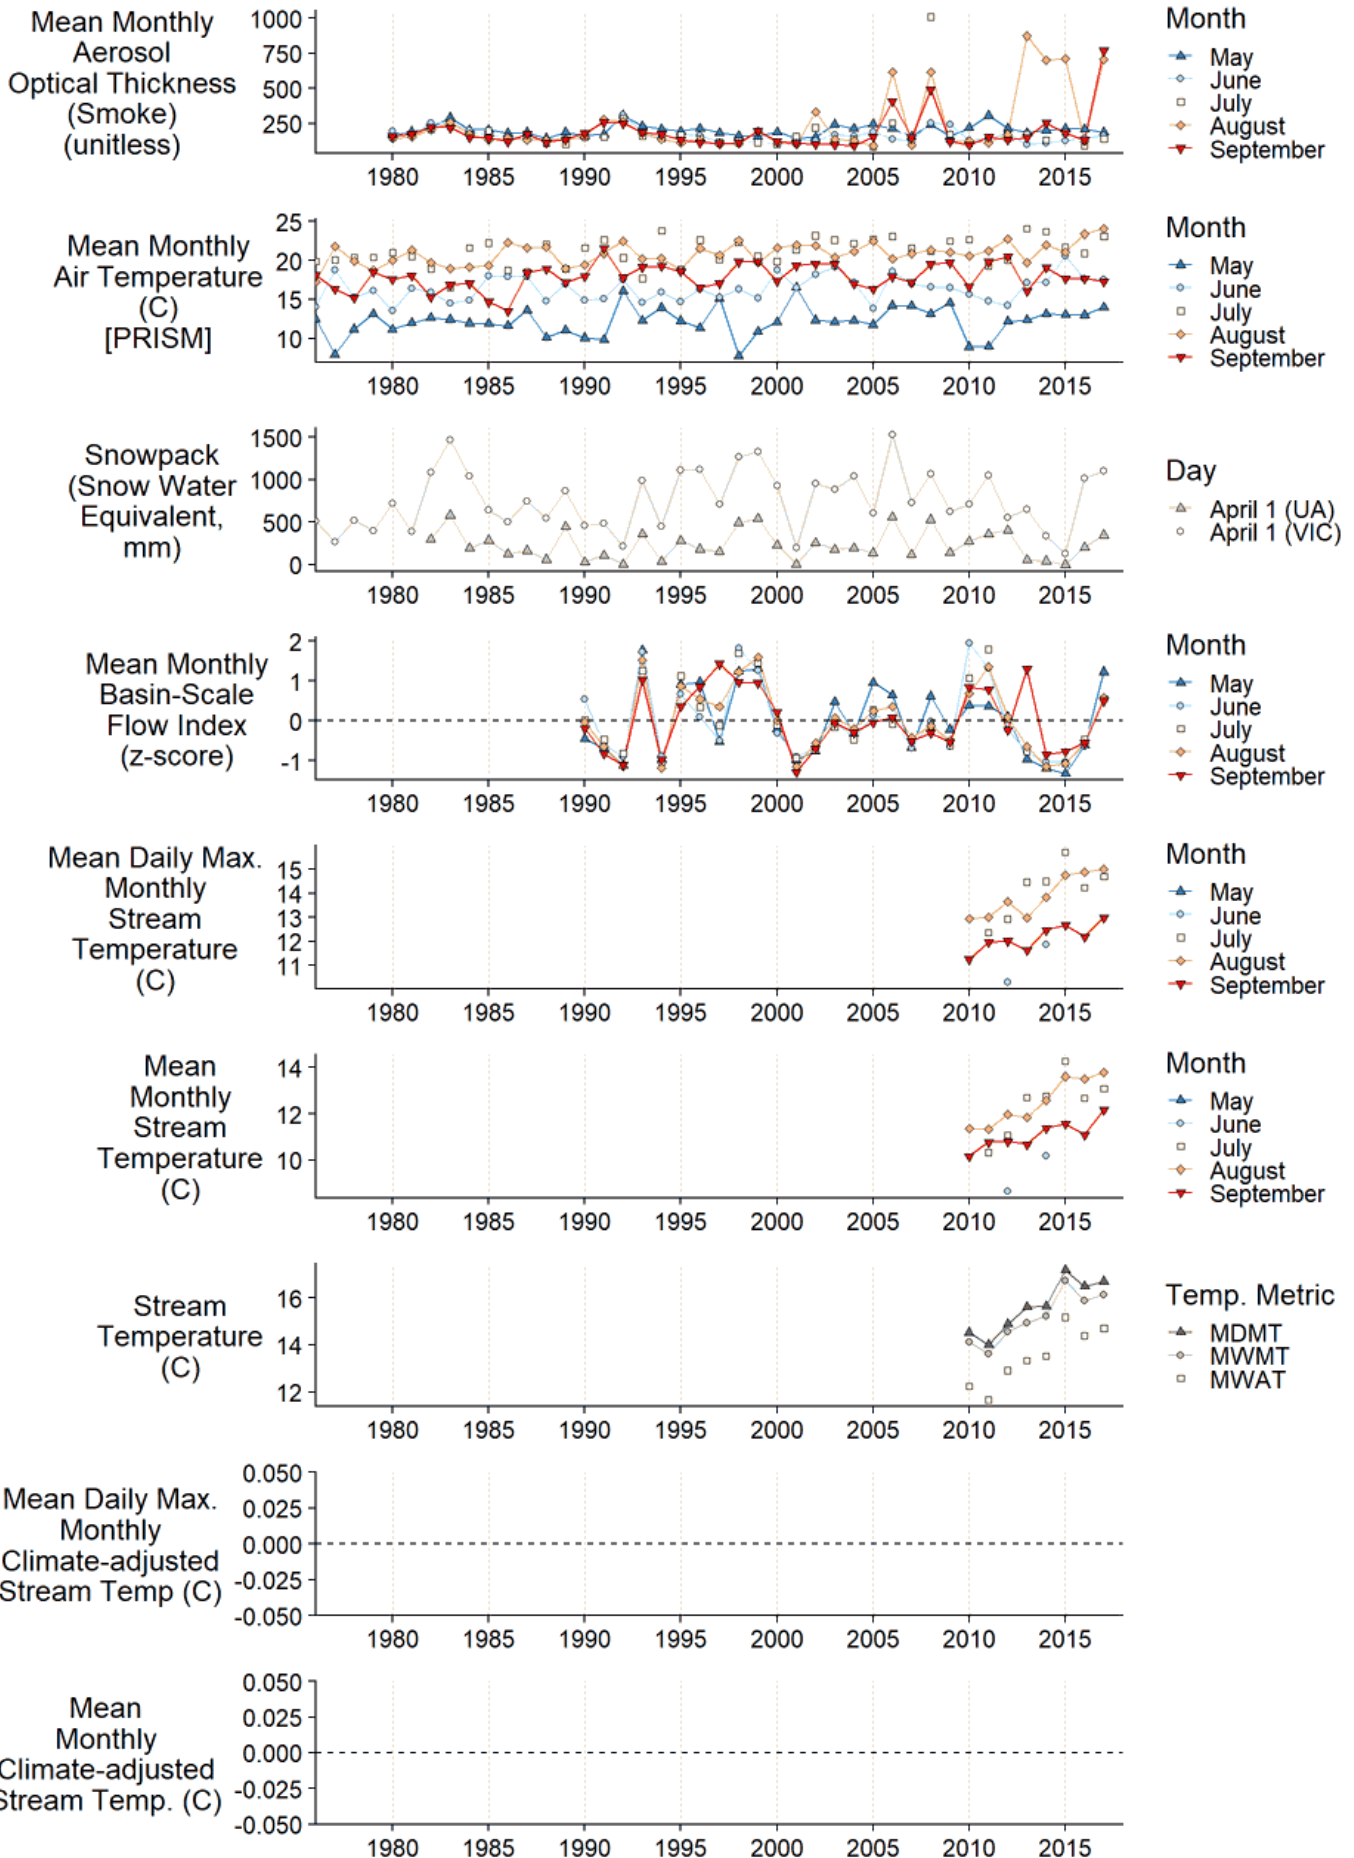 Mean Monthly
Aerosol
Optical Thickness
(Smoke)
(unitless)
1000
750
500
250
1980 1985 1990 1995 2000 2005 2010 2015
Month
May
June
July
August
September
Mean Monthly
Air Temperature
(C)
[PRISM]
25
20
15
10
1980 1985 1990 1995 2000 2005 2010 2015
Month
May
June
July
August
September
Snowpack
(Snow Water
Equivalent,
mm)
1500
1000
500
0
1980 1985 1990 1995 2000 2005 2010 2015
Day
April 1 (UA)
April 1 (VIC)
Mean Monthly
Basin-Scale
Flow Index
(z-score)
2
1
0
-1
1980 1985 1990 1995 2000 2005 2010 2015
Month
May
June
July
August
September
Mean Daily Max.
Monthly
Stream
Temperature
(C)
15
14
13
12
11
1980 1985 1990 1995 2000 2005 2010 2015
Month
May
June
July
August
September
Mean
Monthly
Stream
Temperature
(C)
14
12
10
1980 1985 1990 1995 2000 2005 2010 2015
Month
May
June
July
August
September
Stream
Temperature
(C)
16
14
12
1980 1985 1990 1995 2000 2005 2010 2015
Temp. Metric
MDMT
MWMT
MWAT
Mean Daily Max.
Monthly
Climate-adjusted
Stream Temp (C)
0.050
0.025
0.000
-0.025
-0.050
1980 1985 1990 1995 2000 2005 2010 2015
Mean
Monthly
Climate-adjusted
Stream Temp. (C)
0.050
0.025
0.000
-0.025
-0.050
1980 1985 1990 1995 2000 2005 2010 2015